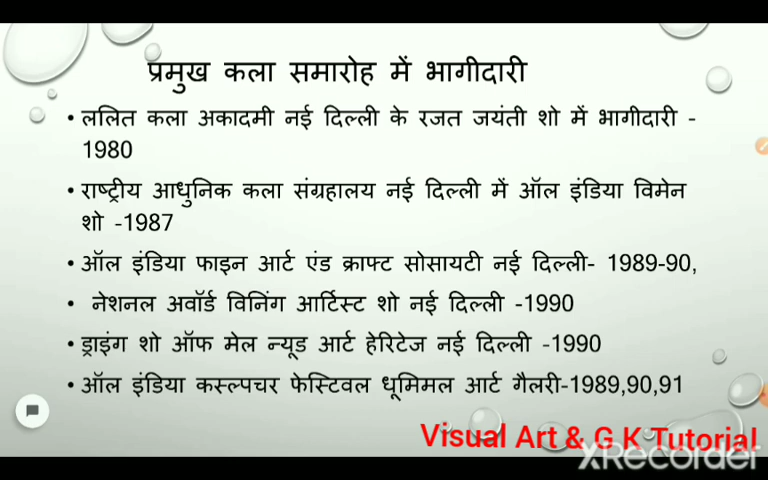 प्रमुख कला समारोह में भागीदारी
• ललित कला अकादमी नई दिल्ली के रजत जयंती शो में भागीदारी -
1980
• राष्ट्रीय आधुनिक कला संग्रहालय नई दिल्ली में ऑल इंडिया विमेन
शो -1987
• ऑल इंडिया फाइन आर्ट एंड क्राफ्ट सोसायटी नई दिल्ली- 1989-90,
• नेशनल अवॉर्ड विनिंग आर्टिस्ट शो नई दिल्ली -1990
• ड्राइंग शो ऑफ मेल न्यूड आर्ट हेरिटेज नई दिल्ली -1990
• ऑल इंडिया कस्ल्पचर फेस्टिवल धूमिमल आर्ट गैलरी-1989,90,91
Visual Art & G K Tutorial
XRecorder